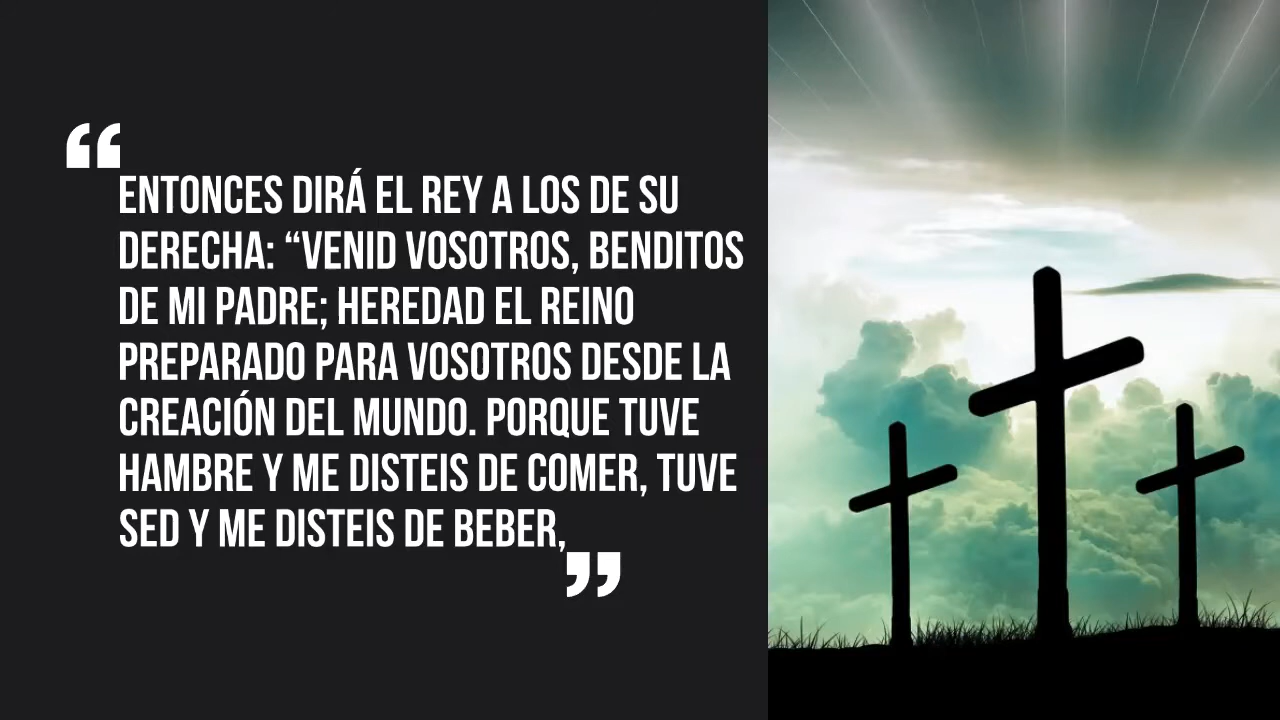 “
ENTONCES DIRÁ EL REY A LOS DE SU
DERECHA: “VENID VOSOTROS, BENDITOS
DE MI PADRE; HEREDAD EL REINO
PREPARADO PARA VOSOTROS DESDE LA
CREACIÓN DEL MUNDO. PORQUE TUVE
HAMBRE Y ME DISTEIS DE COMER, TUVE
SED Y ME DISTEIS DE BEBER,
”